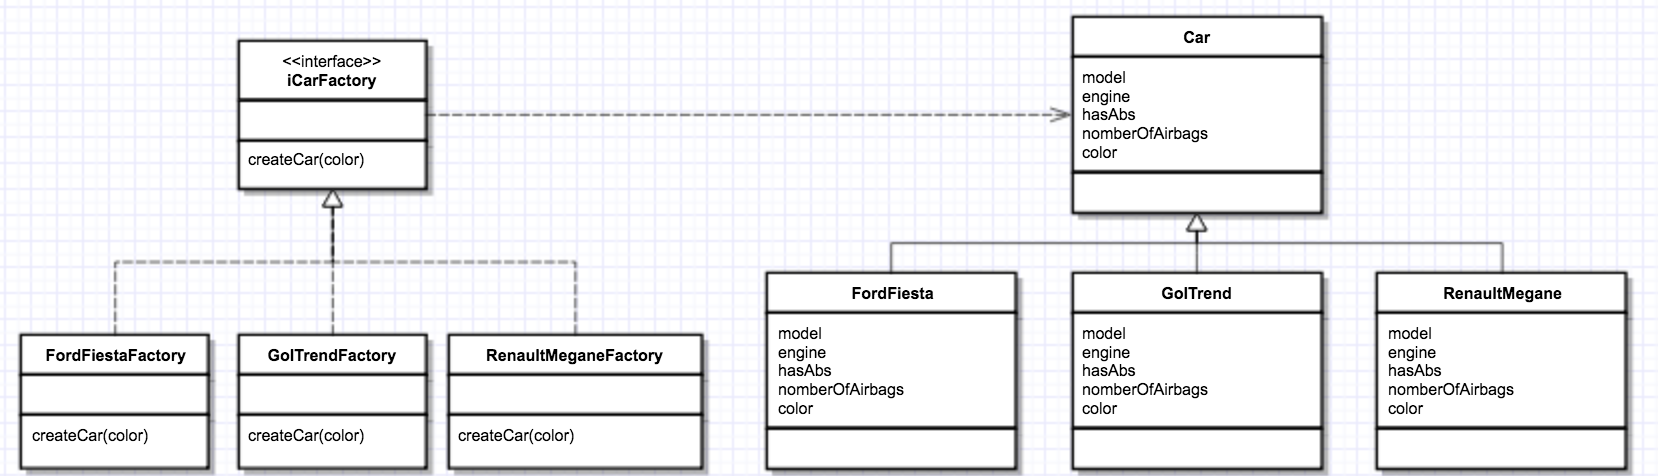 <<interface>>
iCarFactory
createCar(color)
Car
model
engine
hasAbs
nomberOfAirbags
color
FordFiestaFactory
createCar(color)
GolTrendFactory
createCar(color)
RenaultMeganeFactory
createCar(color)
FordFiesta
model
engine
hasAbs
nomberOfAirbags
color
GolTrend
model
engine
hasAbs
nomberOfAirbags
color
RenaultMegane
model
engine
hasAbs
nomberOfAirbags
color